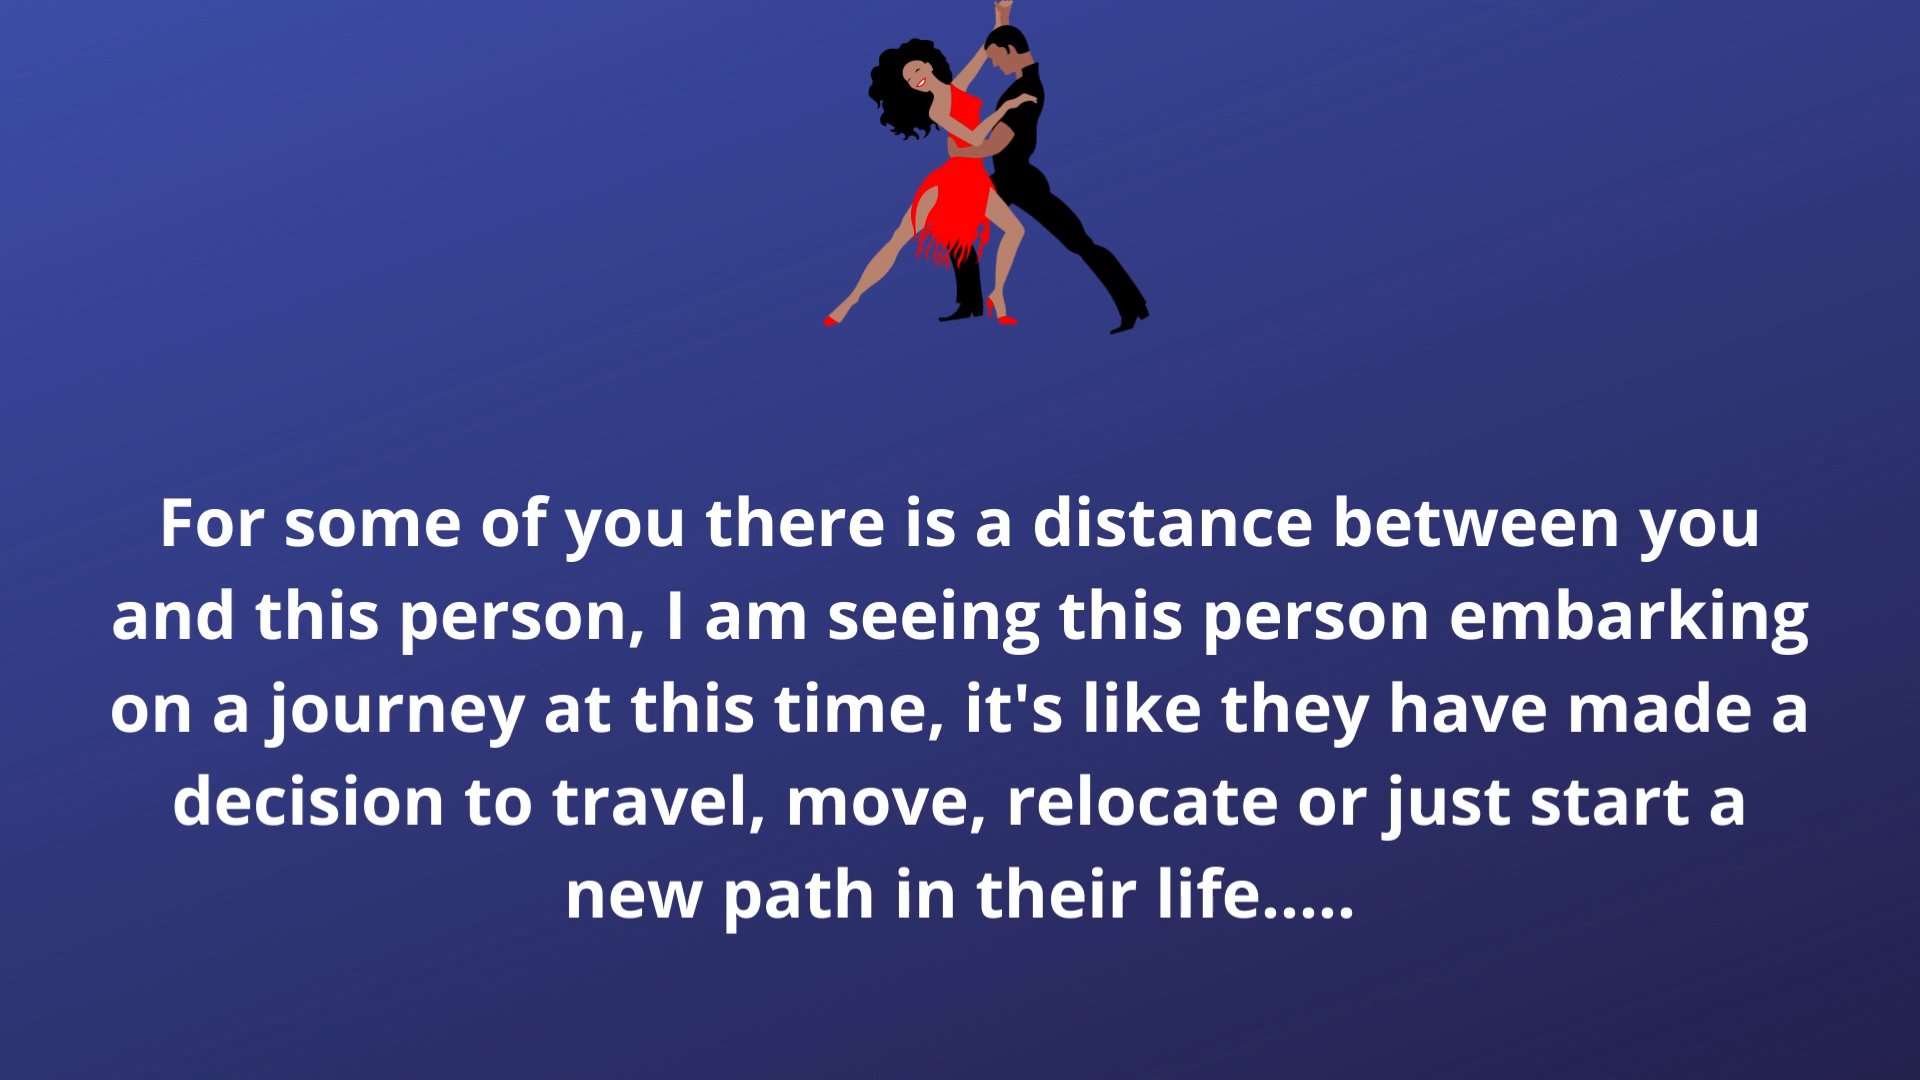 For some of you there is a distance between you
and this person, I am seeing this person embarking
on a journey at this time, it's like they have made a
decision to travel, move, relocate or just start a
new path in their life.....